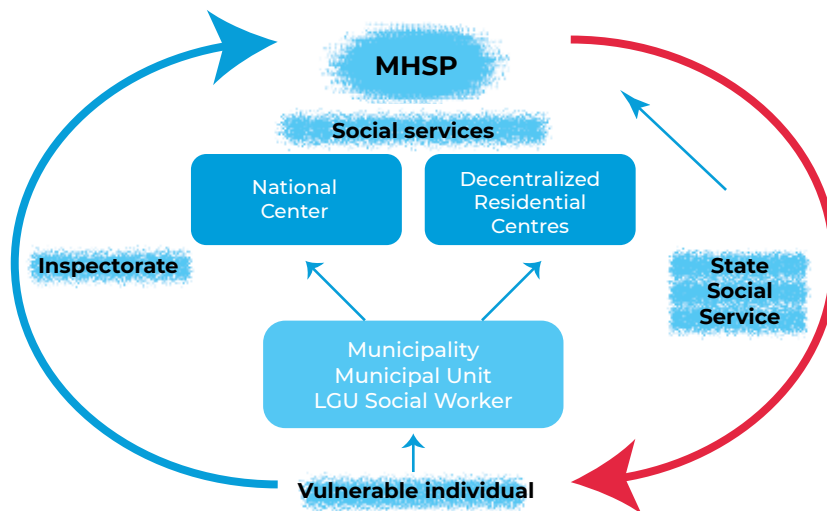 MHSP
Social services
National
Center
Decentralized
Residential
Centres
Inspectorate
State
Social
Service
Municipality
Municipal Unit
LGU Social Worker
Vulnerable individual